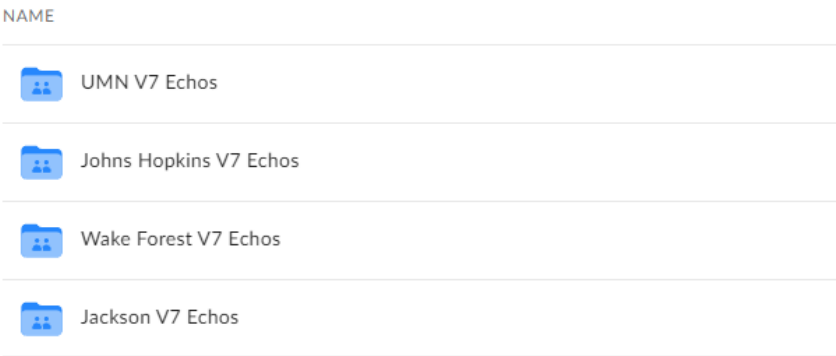 NAME
UMN V7 Echos
Johns Hopkins V7 Echos
Wake Forest V7 Echos
Jackson V7 Echos